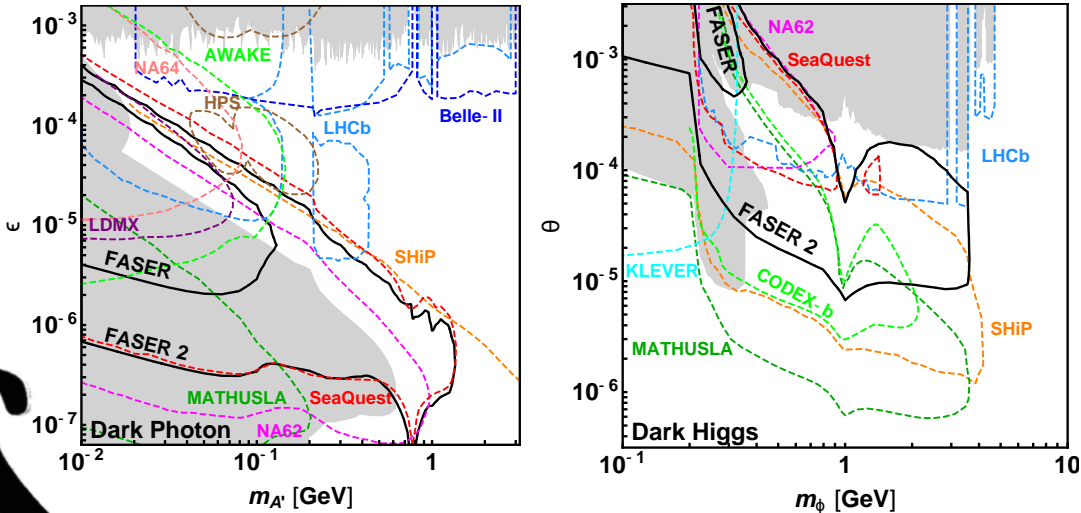 10⁻³
10⁻⁴
10⁻⁵
10⁻⁶
10⁻⁷
ϵ
AWAKE
NA64
HPS
Belle- II
LHCb
LDMX
FASER
SHiP
FASER 2
MATHUSLA
SeaQuest
NA62
Dark Photon
10⁻² 10⁻¹ 1
m_A' [GeV]
10⁻³
10⁻⁴
10⁻⁵
10⁻⁶
θ
NA62
FASER
SeaQuest
LHCb
FASER 2
KLEVER
CODEX- b
SHiP
MATHUSLA
Dark Higgs
10⁻¹ 1 10
m_ϕ [GeV]